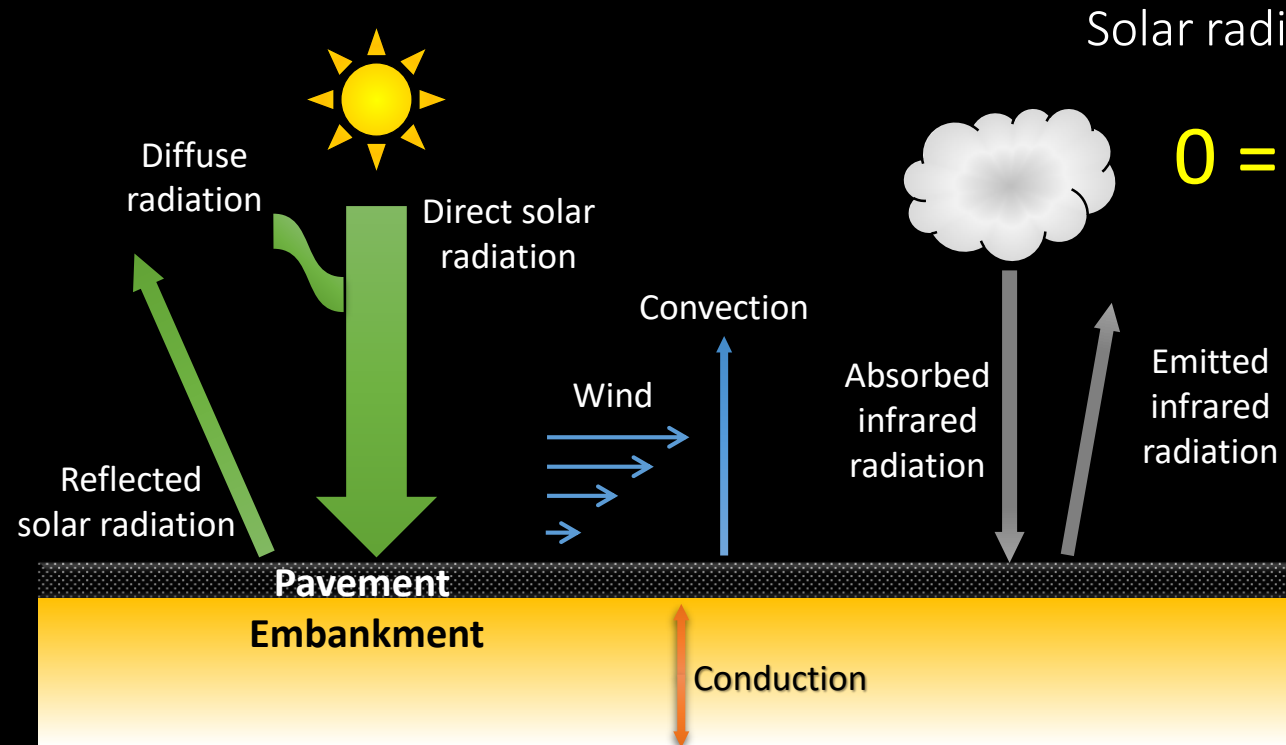 Solar radi
0 =
Diffuse
radiation
Direct solar
radiation
Convection
Wind
Absorbed
infrared
radiation
Emitted
infrared
radiation
Reflected
solar radiation
Pavement
Embankment
Conduction